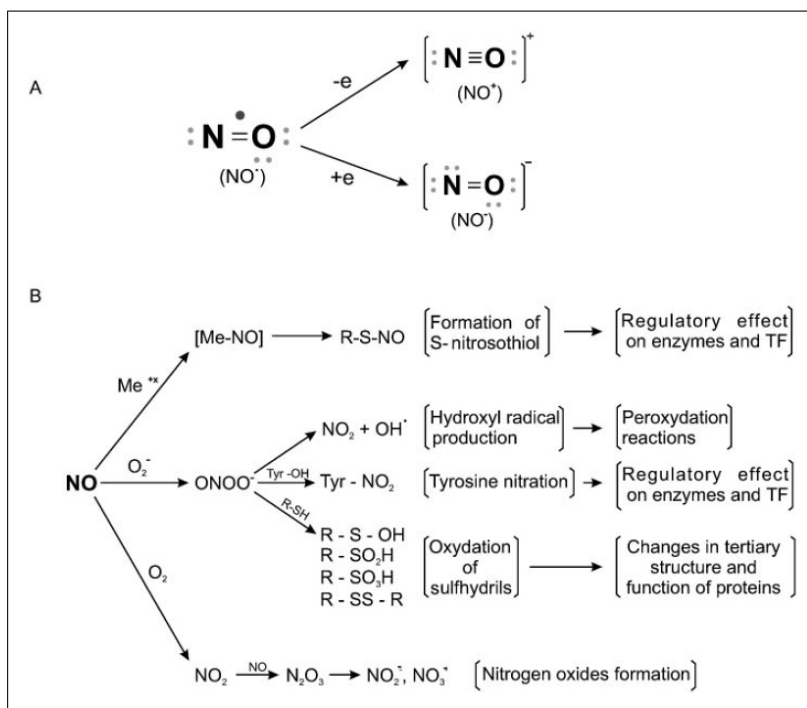 A
-e
[:N≡O:]⁺
(NO⁺)
:N=O:
(NO˙)
+e
[:N=O:]⁻
(NO⁻)
B
[Me-NO]
R-S-NO
[Formation of
S-nitrosothiol]
[Regulatory effect
on enzymes and TF]
Me ⁺ˣ
NO₂ + OH˙
[Hydroxyl radical
production]
[Peroxydation
reactions]
NO
O₂⁻
ONOO⁻
Tyr -OH
Tyr - NO₂
[Tyrosine nitration]
[Regulatory effect
on enzymes and TF]
R-SH
R - S - OH
R - SO₂H
R - SO₃H
R - SS - R
[Oxydation
of
sulfhydrils]
[Changes in tertiary
structure and
function of proteins]
O₂
NO₂
NO
N₂O₃
NO₂⁻, NO₃⁻
[Nitrogen oxides formation]